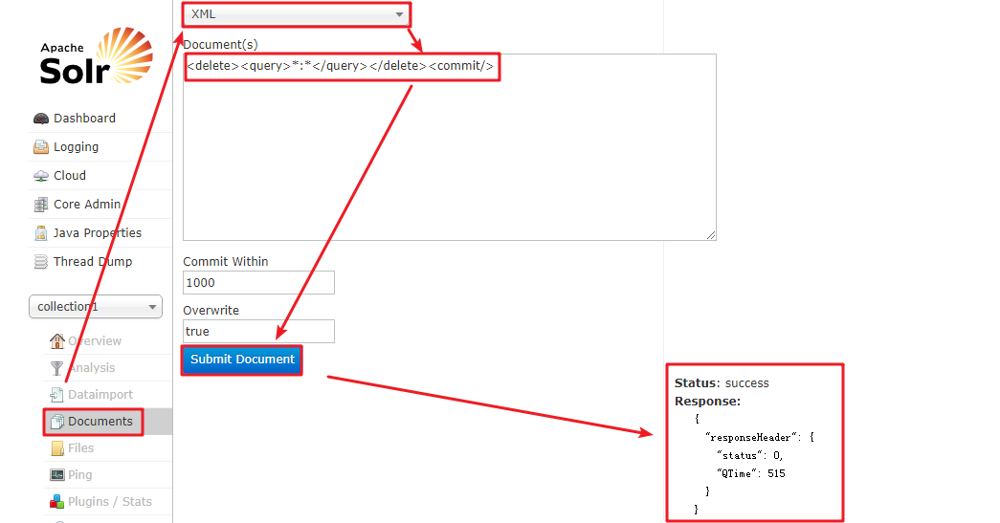 Apache
Solr
Dashboard
Logging
Cloud
Core Admin
Java Properties
Thread Dump
collection1
Overview
Analysis
Dataimport
Documents
Files
Ping
Plugins / Stats
XML
Document(s)
<delete><query>*:*</query></delete><commit/>
Commit Within
1000
Overwrite
true
Submit Document
Status: success
Response:
{
"responseHeader": {
"status": 0,
"QTime": 515
}
}